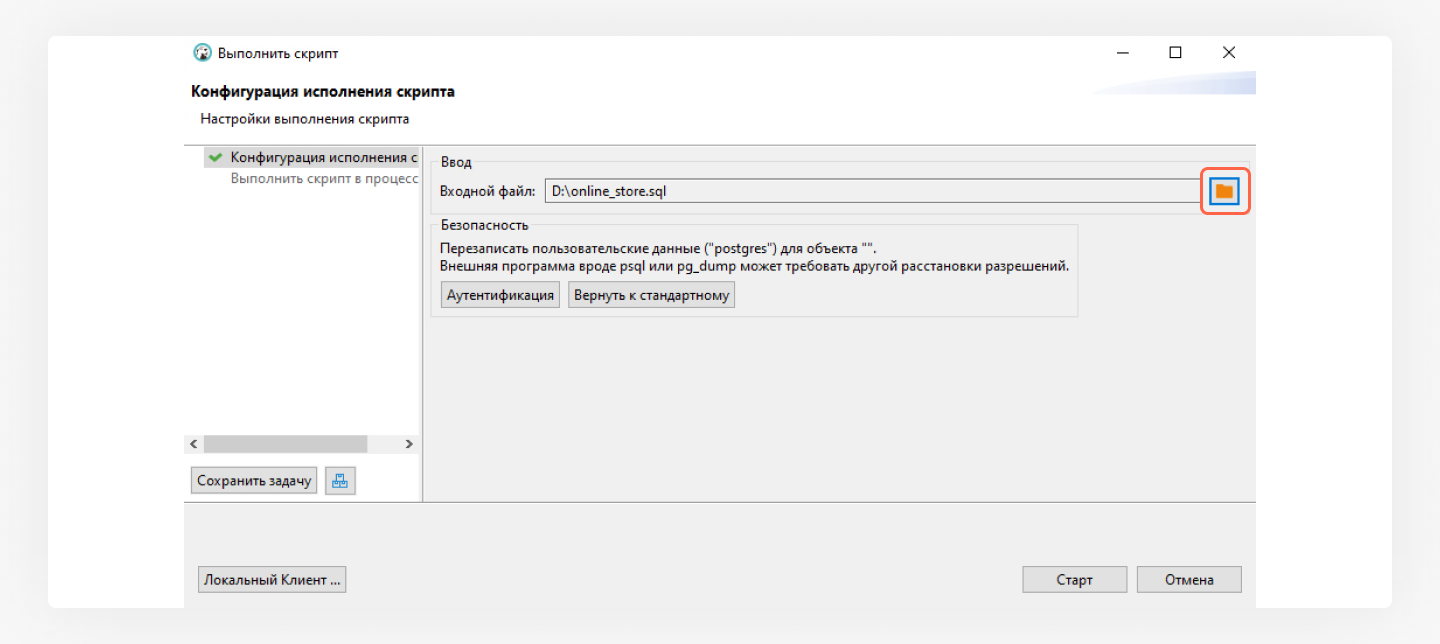 Выполнить скрипт
Конфигурация исполнения скрипта
Настройки выполнения скрипта
Конфигурация исполнения с
Выполнить скрипт в процесс
Ввод
Входной файл: D:\online_store.sql
Безопасность
Перезаписать пользовательские данные ("postgres") для объекта "".
Внешняя программа вроде psql или pg_dump может требовать другой расстановки разрешений.
Аутентификация Вернуть к стандартному
Сохранить задачу
Локальный Клиент ... Старт Отмена